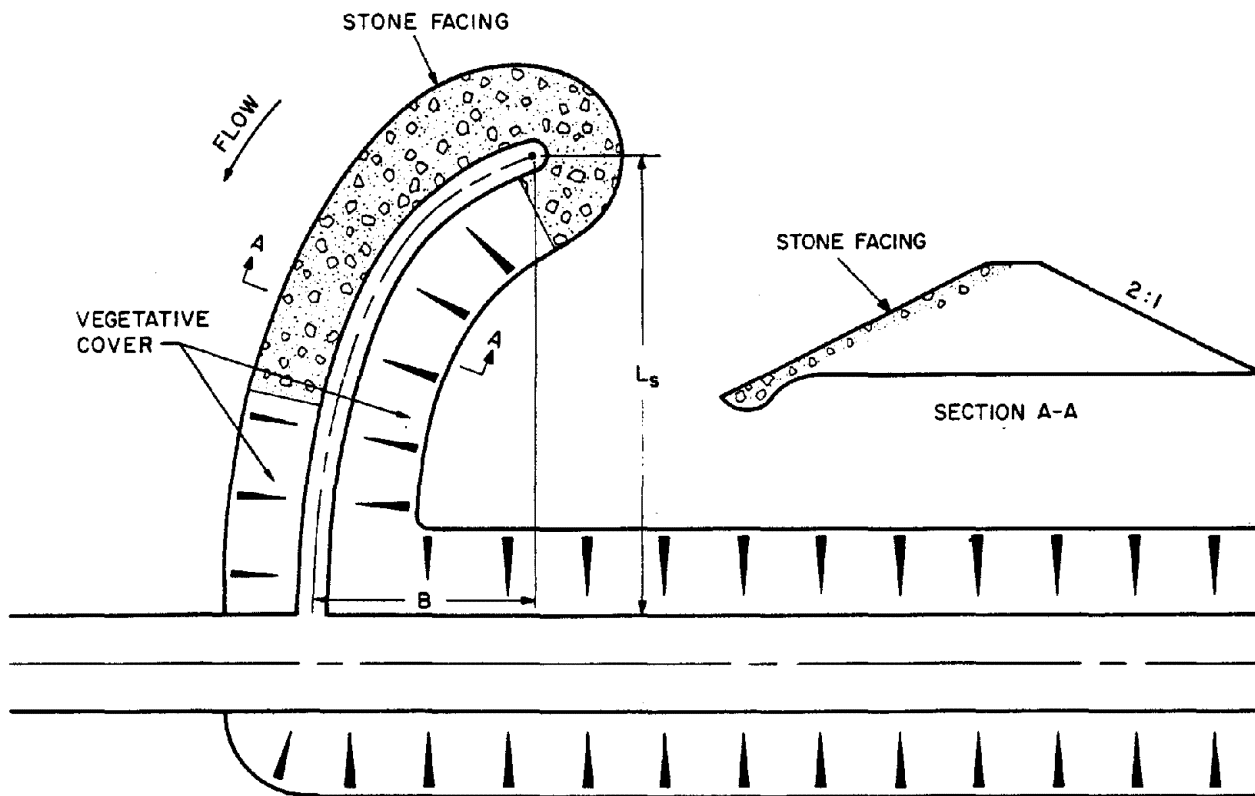 STONE FACING
FLOW
A
STONE FACING
2:1
VEGETATIVE
COVER
A
Ls
SECTION A-A
B